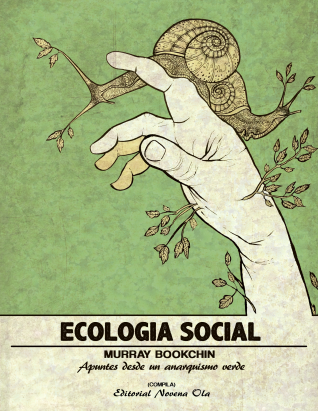 ECOLOGIA SOCIAL
MURRAY BOOKCHIN
Apuntes desde un anarquismo verde
(COMPILA)
Editorial Novena Ola